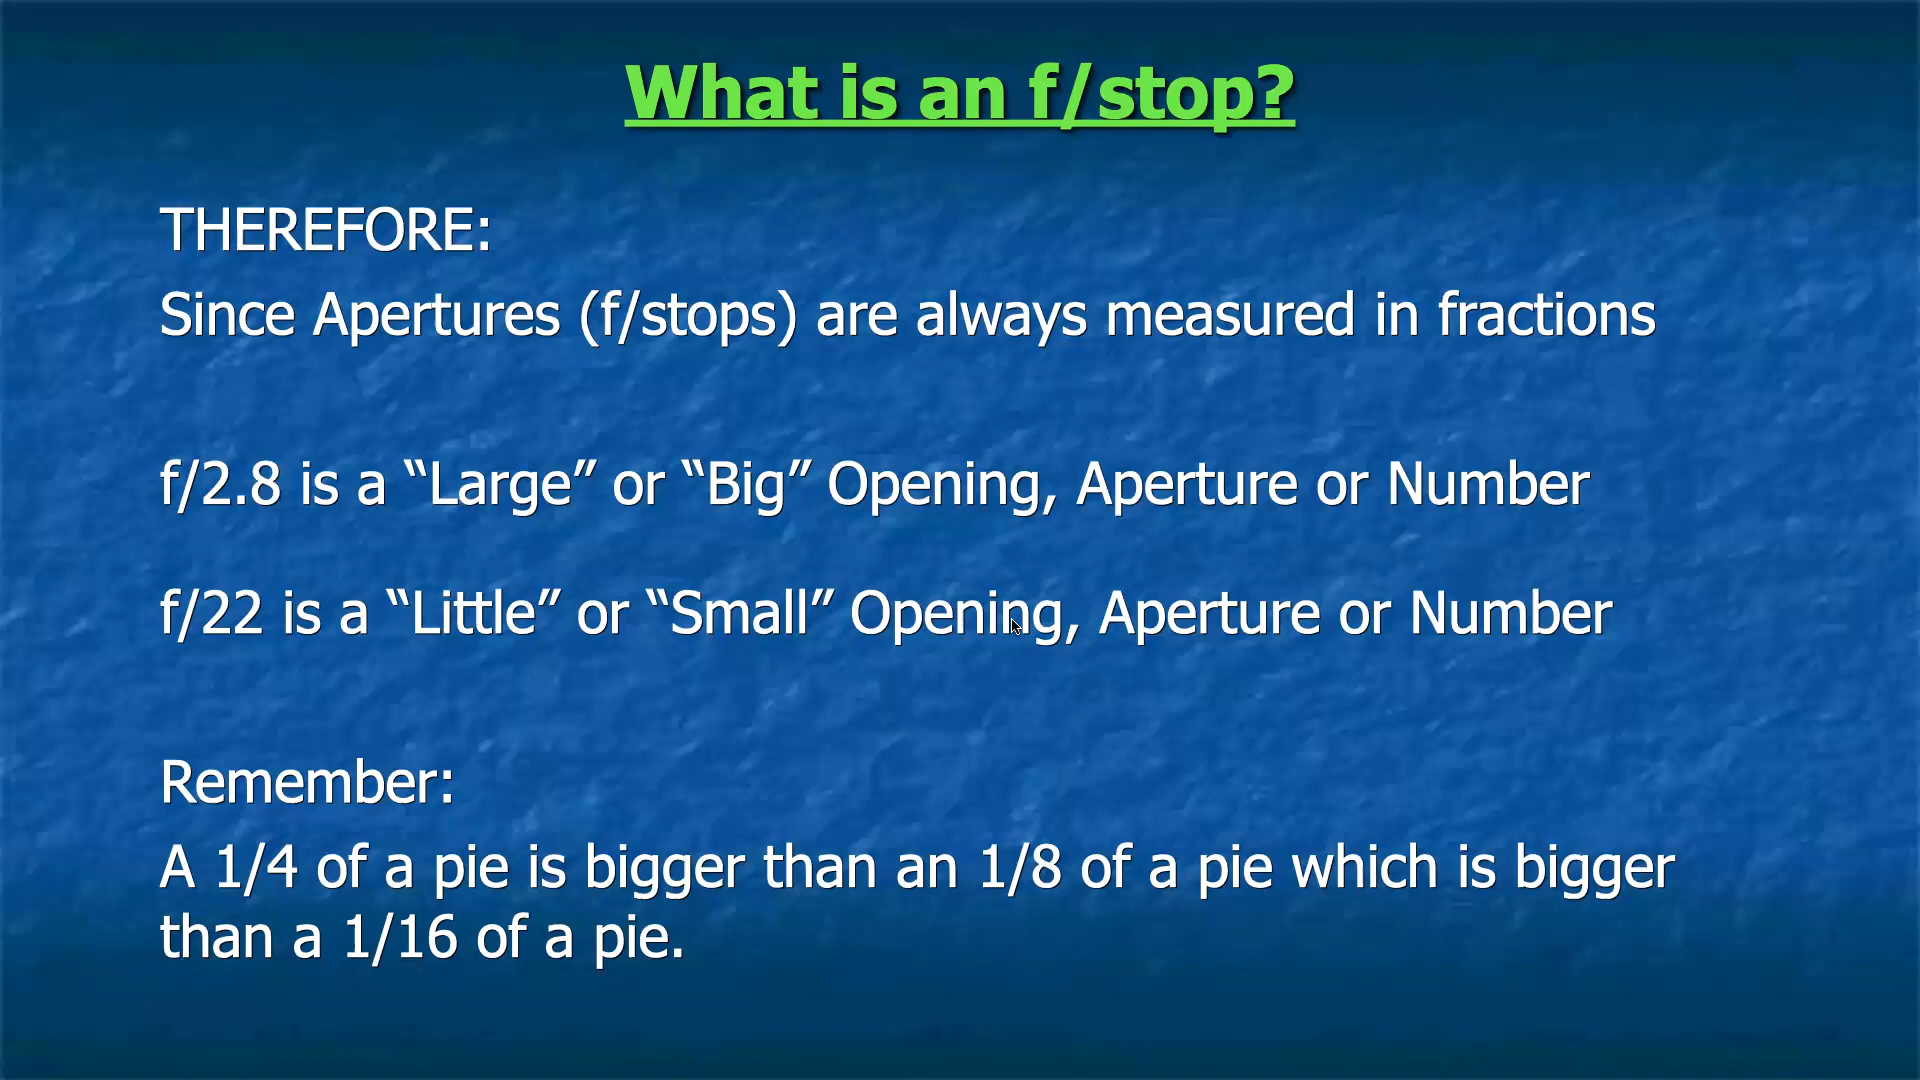 What is an f/stop?
THEREFORE:
Since Apertures (f/stops) are always measured in fractions
f/2.8 is a “Large” or “Big” Opening, Aperture or Number
f/22 is a “Little” or “Small” Opening, Aperture or Number
Remember:
A 1/4 of a pie is bigger than an 1/8 of a pie which is bigger
than a 1/16 of a pie.